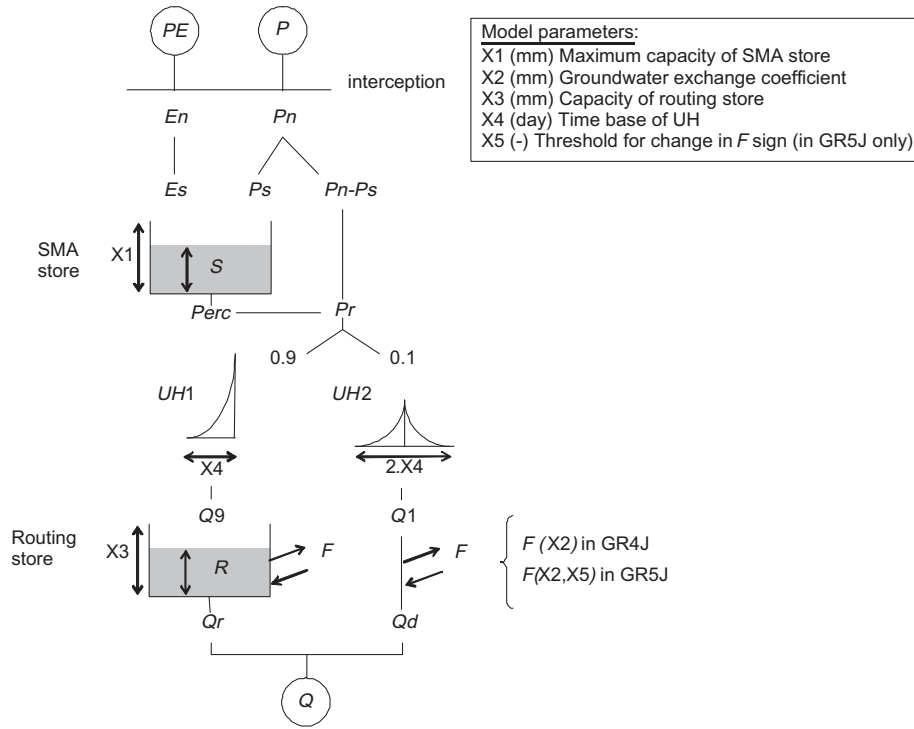 PE
P
Model parameters:
X1 (mm) Maximum capacity of SMA store
X2 (mm) Groundwater exchange coefficient
X3 (mm) Capacity of routing store
X4 (day) Time base of UH
X5 (-) Threshold for change in F sign (in GR5J only)
interception
En
Pn
Es
Ps
Pn-Ps
SMA
store
X1
S
Perc
Pr
0.9
0.1
UH1
UH2
X4
2.X4
Q9
Q1
Routing
store
X3
R
F
F
F (X2) in GR4J
F(X2,X5) in GR5J
Qr
Qd
Q